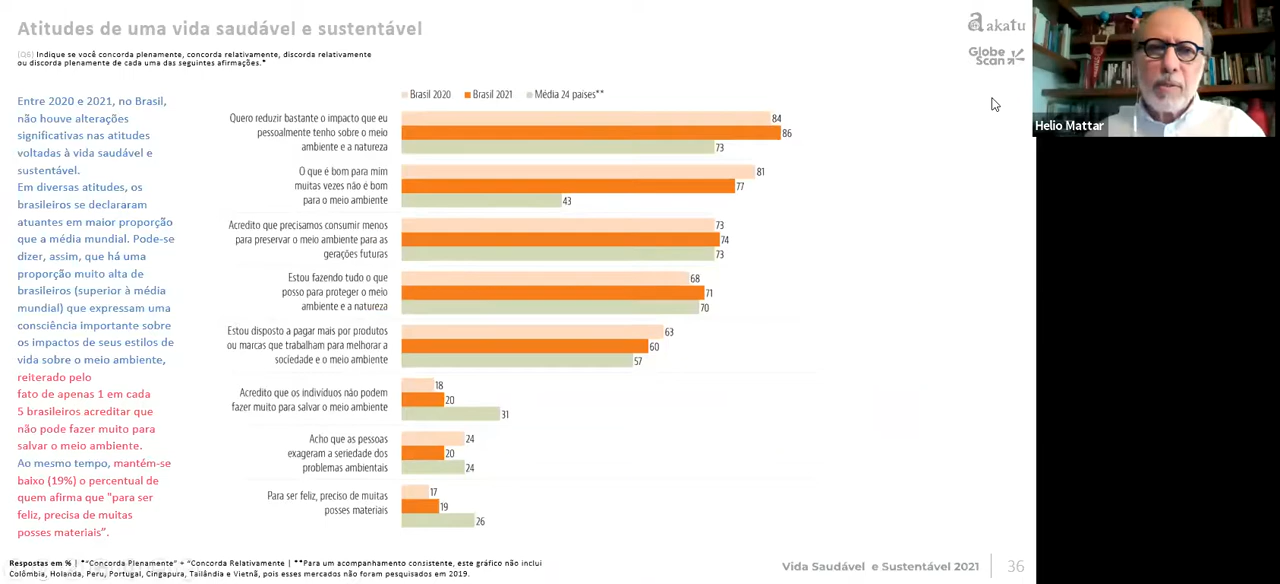 Atitudes de uma vida saudável e sustentável
(Q5) Indique se você concorda plenamente, concorda relativamente, discorda relativamente
ou discorda plenamente de cada uma das seguintes afirmações.*
akatu
Globe
Scan
Helio Mattar
Entre 2020 e 2021, no Brasil,
não houve alterações
significativas nas atitudes
voltadas à vida saudável e
sustentável.
Em diversas atitudes, os
brasileiros se declararam
atuantes em maior proporção
que a média mundial. Pode-se
dizer, assim, que há uma
proporção muito alta de
brasileiros (superior à média
mundial) que expressam uma
consciência importante sobre
os impactos de seus estilos de
vida sobre o meio ambiente,
reiterado pelo
fato de apenas 1 em cada
5 brasileiros acreditar que
não pode fazer muito para
salvar o meio ambiente.
Ao mesmo tempo, mantém-se
baixo (19%) o percentual de
quem afirma que "para ser
feliz, precisa de muitas
posses materiais”.
Brasil 2020 Brasil 2021 Média 24 países**
Quero reduzir bastante o impacto que eu
pessoalmente tenho sobre o meio
ambiente e a natureza
84
86
73
O que é bom para mim
muitas vezes não é bom
para o meio ambiente
81
77
43
Acredito que precisamos consumir menos
para preservar o meio ambiente para as
gerações futuras
73
74
73
Estou fazendo tudo o que
posso para proteger o meio
ambiente e a natureza
68
71
70
Estou disposto a pagar mais por produtos
ou marcas que trabalham para melhorar a
sociedade e o meio ambiente
63
60
57
Acredito que os indivíduos não podem
fazer muito para salvar o meio ambiente
18
20
31
Acho que as pessoas
exageram a seriedade dos
problemas ambientais
24
20
24
Para ser feliz, preciso de muitas
posses materiais
17
19
26
Respostas em % | *“Concorda Plenamente” + “Concorda Relativamente | **Para um acompanhamento consistente, este gráfico não inclui
Colômbia, Holanda, Peru, Portugal, Cingapura, Tailândia e Vietnã, pois esses mercados não foram pesquisados em 2019.
Vida Saudável e Sustentável 2021 | 36